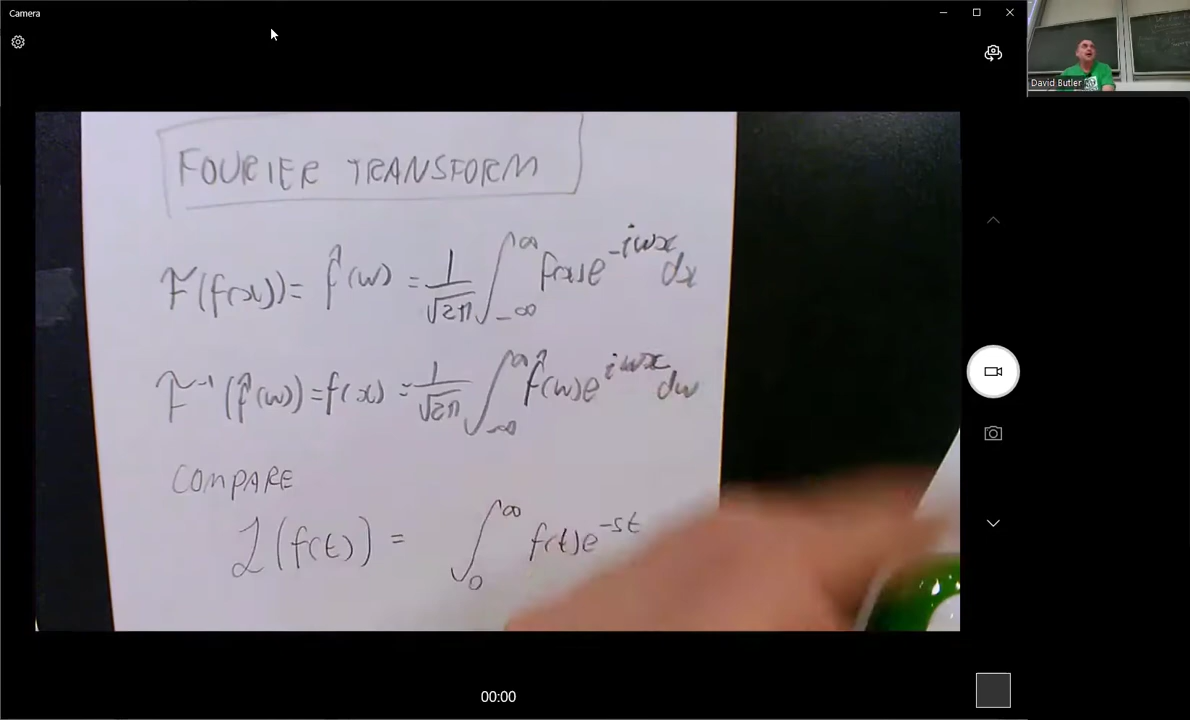 Camera
David Butler
FOURIER TRANSFORM
F(f(x)) = f̂(w) = 1/√2π ∫_-∞^∞ f(x)e^-iwx dx
F^-1(f̂(w)) = f(x) = 1/√2π ∫_-∞^∞ f̂(w)e^iwx dw
COMPARE
L(f(t)) = ∫_0^∞ f(t)e^-st
00:00